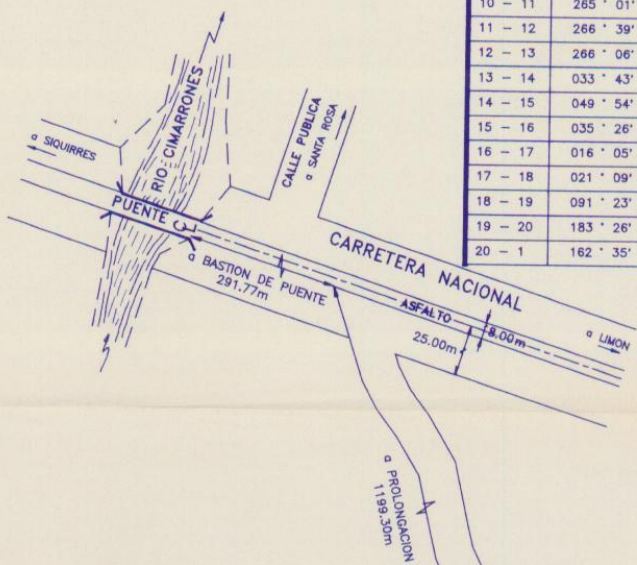 10 - 11 265 ° 01'
11 - 12 266 ° 39'
12 - 13 266 ° 06'
13 - 14 033 ° 43'
14 - 15 049 ° 54'
15 - 16 035 ° 26'
16 - 17 016 ° 05'
17 - 18 021 ° 09'
18 - 19 091 ° 23'
19 - 20 183 ° 26'
20 - 1 162 ° 35'
RIO CIMARRONES
CALLE PUBLICA
a SANTA ROSA
a SIQUIRRES
PUENTE
CARRETERA NACIONAL
a BASTION DE PUENTE
291.77m
ASFALTO
8.00m
25.00m
a LIMON
a PROLONGACION
1199.30m